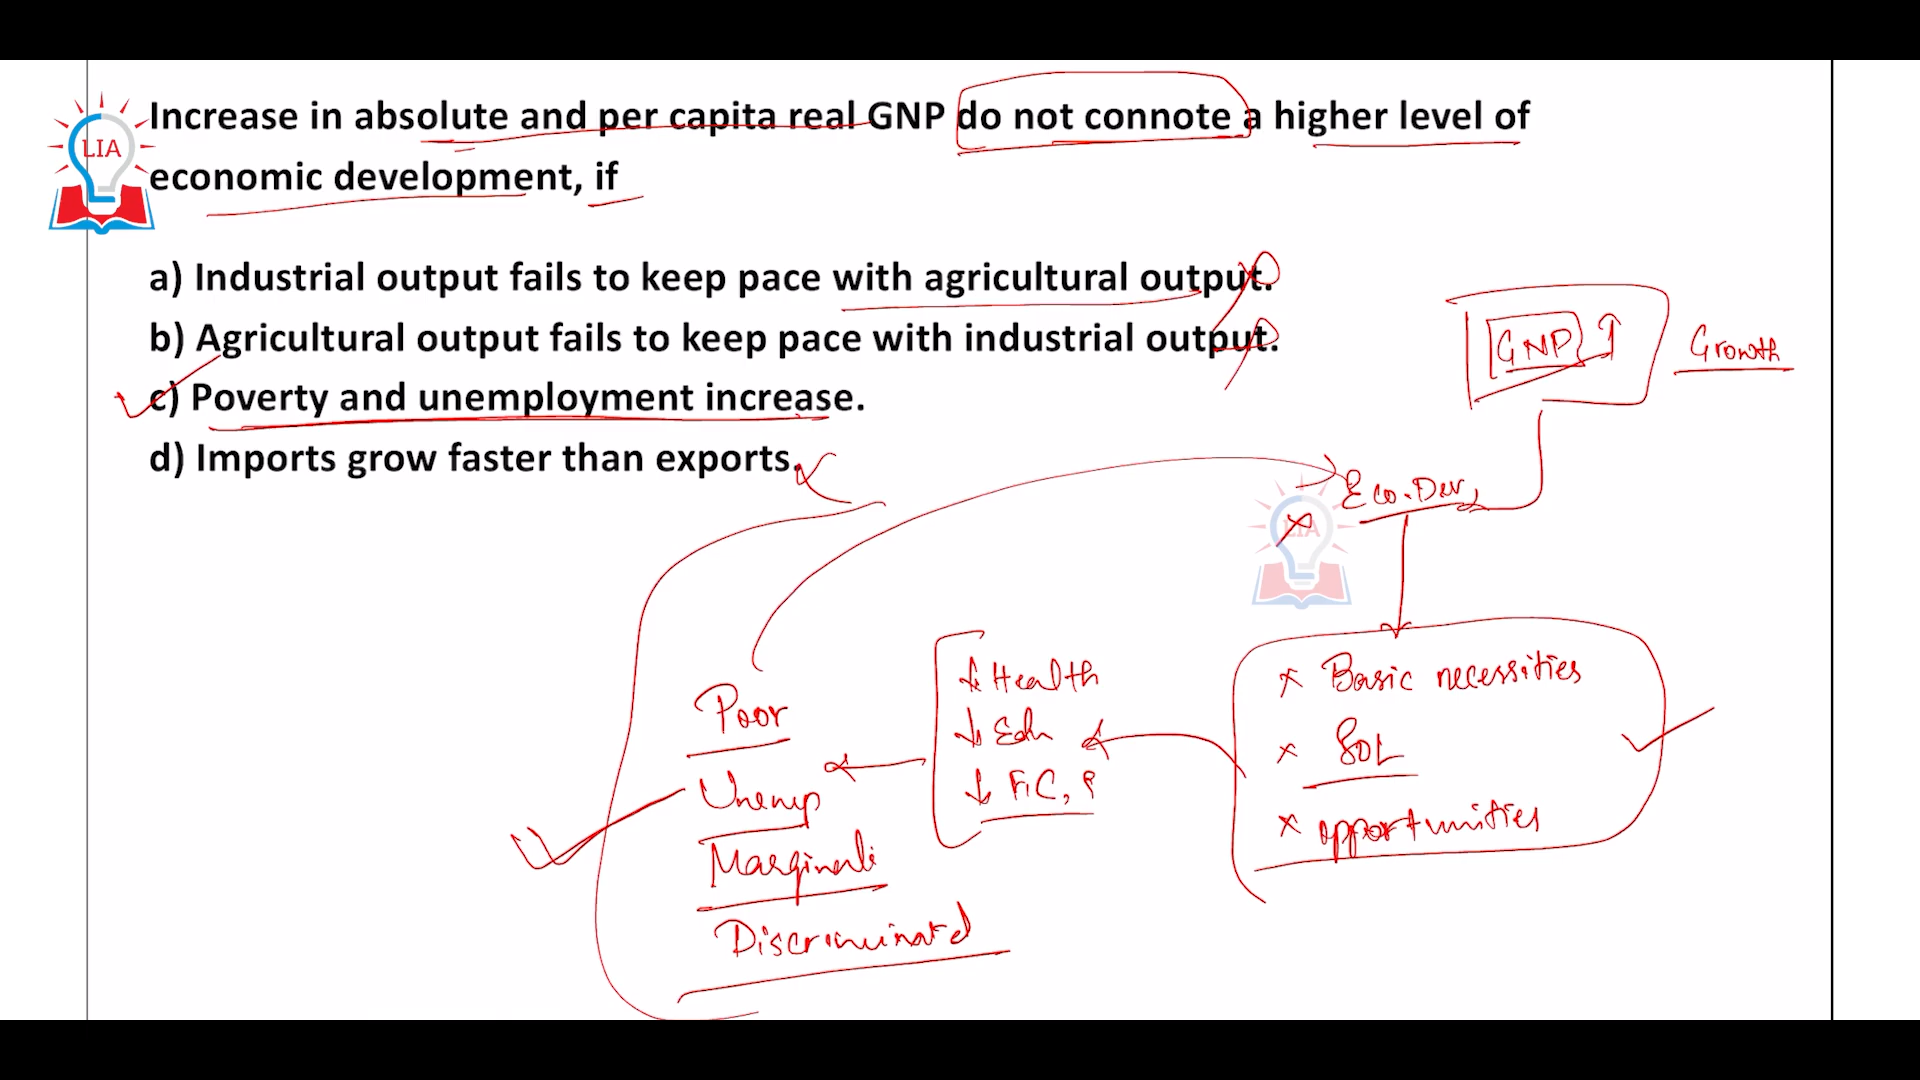 Increase in absolute and per capita real GNP do not connote a higher level of
economic development, if
LIA
a) Industrial output fails to keep pace with agricultural output.
b) Agricultural output fails to keep pace with industrial output.
c) Poverty and unemployment increase.
d) Imports grow faster than exports.
GNP ↑
Growth
Eco. Dev
LIA
× Basic necessities
× SOL
× opportunities
↓ Health
↓ Edu
↓
Poor
Unemp
Marginali
Discriminated